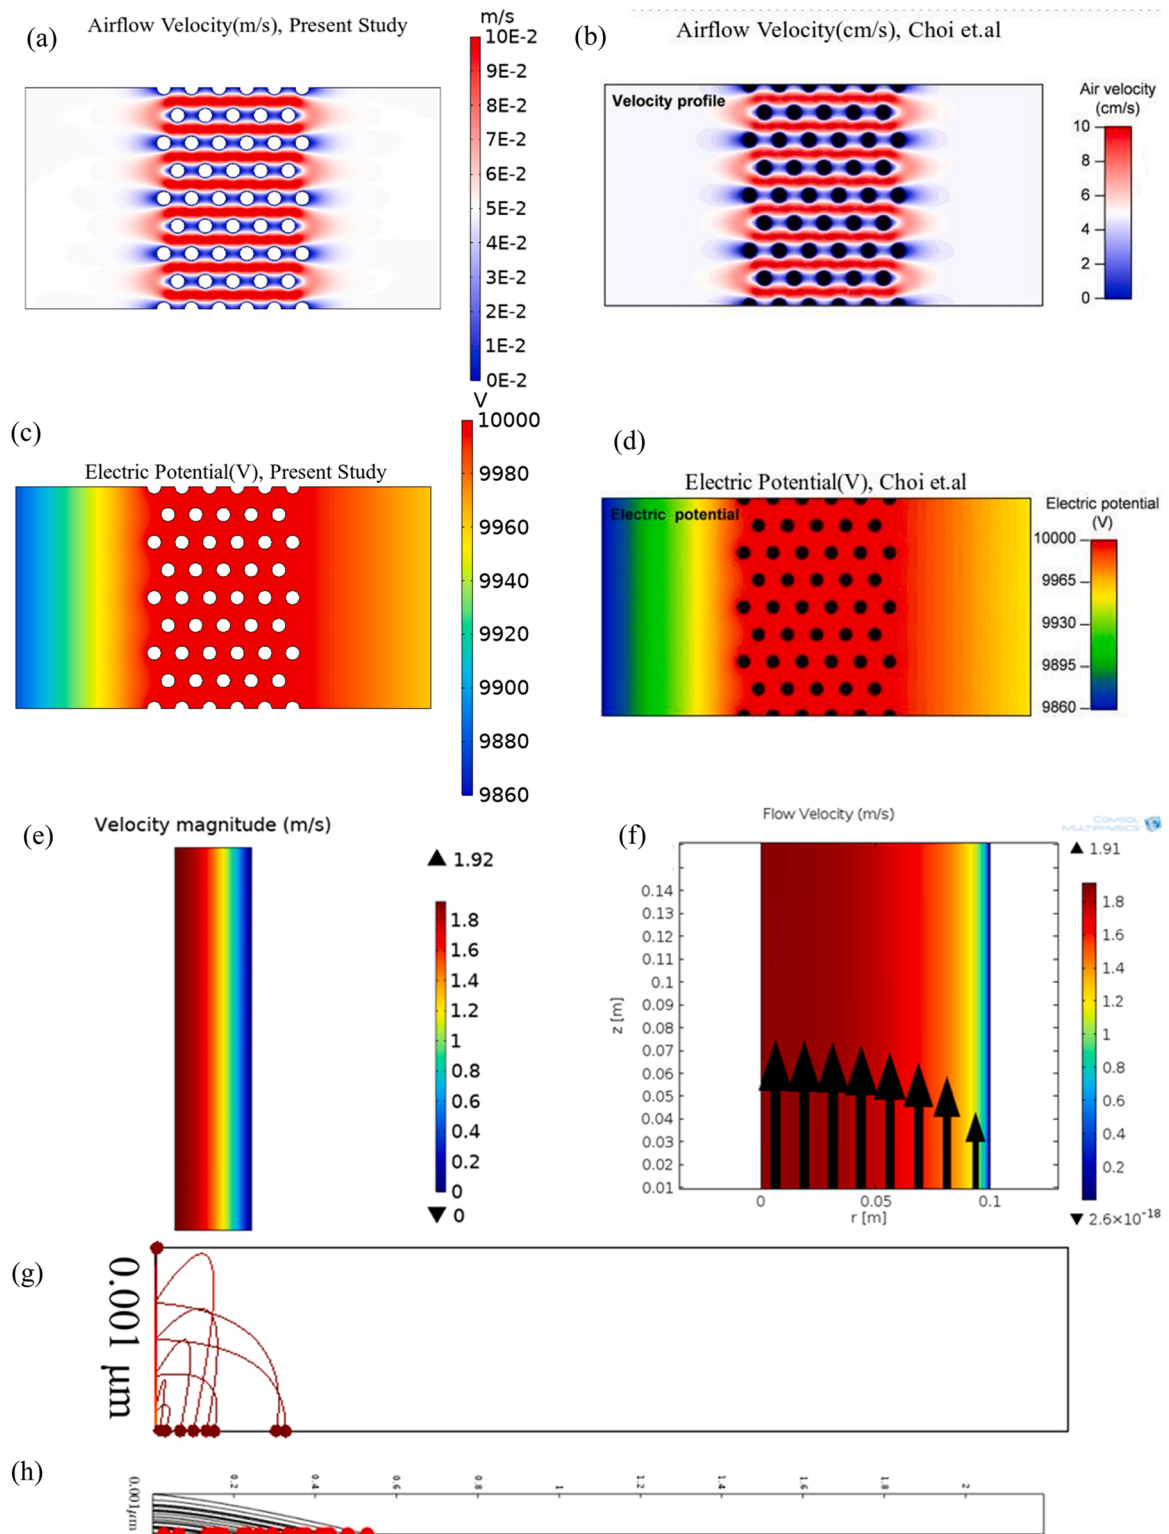 (a)
Airflow Velocity(m/s), Present Study
m/s
10E-2
9E-2
8E-2
7E-2
6E-2
5E-2
4E-2
3E-2
2E-2
1E-2
0E-2
(b)
Airflow Velocity(cm/s), Choi et.al
Velocity profile
Air velocity
(cm/s)
10
8
6
4
2
0
(c)
Electric Potential(V), Present Study
V
10000
9980
9960
9940
9920
9900
9880
9860
(d)
Electric Potential(V), Choi et.al
Electric potential
Electric potential
(V)
10000
9965
9930
9895
9860
(e)
Velocity magnitude (m/s)
1.92
1.8
1.6
1.4
1.2
1
0.8
0.6
0.4
0.2
0
0
(f)
Flow Velocity (m/s)
COMSOL
MULTIPHYSICS
1.91
0.14
0.13
0.12
0.11
0.1
0.09
0.08
0.07
0.06
0.05
0.04
0.03
0.02
0.01
z [m]
0
0.05
0.1
r [m]
1.8
1.6
1.4
1.2
1
0.8
0.6
0.4
0.2
2.6×10⁻¹⁸
(g)
0.001 μm
(h)
0.001μm
0.2
0.4
0.6
0.8
1
1.2
1.4
1.6
1.8
2